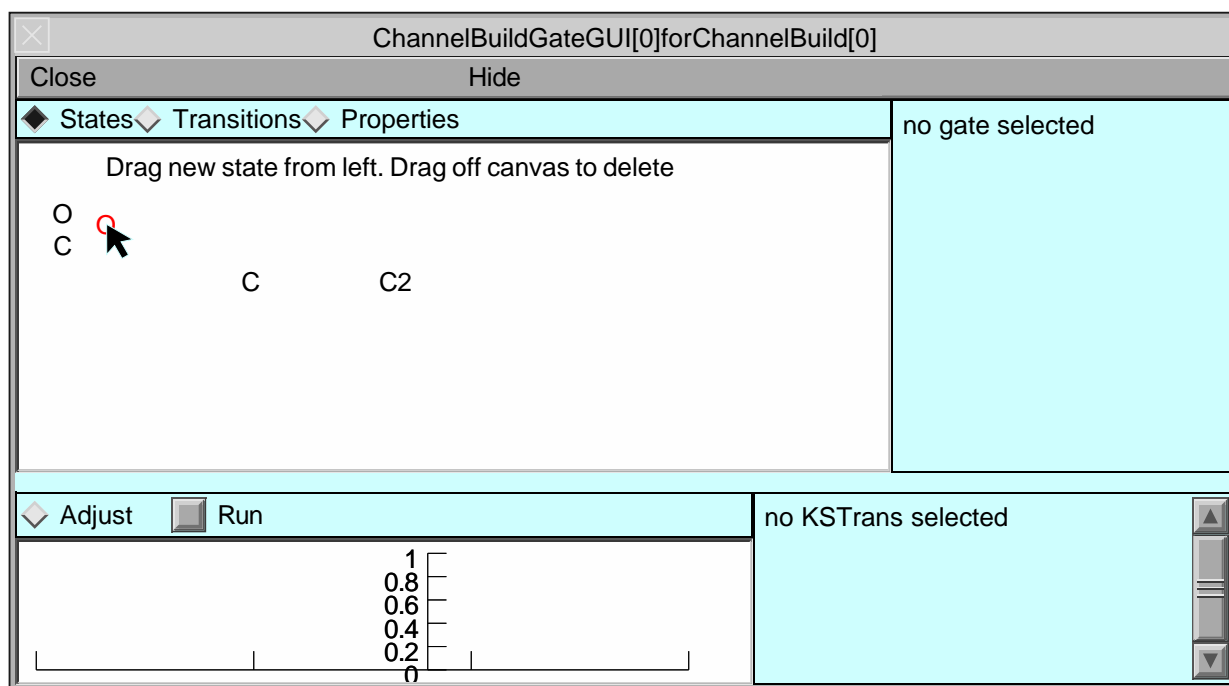 ChannelBuildGateGUI[0]forChannelBuild[0]
Close Hide
States Transitions Properties
no gate selected
Drag new state from left. Drag off canvas to delete
O
O
C
C C2
Adjust Run
no KSTrans selected
1
0.8
0.6
0.4
0.2
0